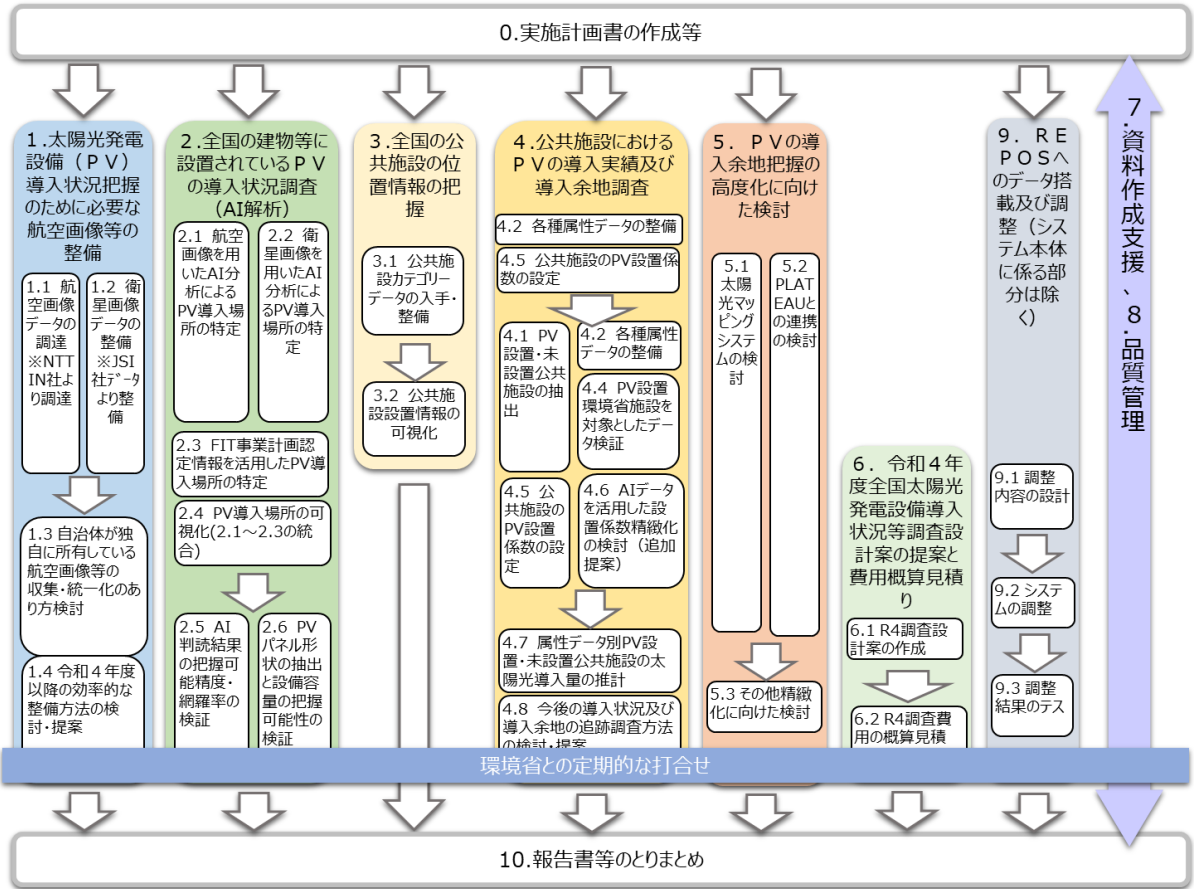 0.実施計画書の作成等
1.太陽光発電
設備（ＰＶ）
導入状況把握
のために必要な
航空画像等の
整備
1.1 航
空画像
データの
調達
※NTT
IN社よ
り調達
1.2 衛
星画像
データの
整備
※JSI
社ﾃﾞｰﾀ
より整
備
1.3 自治体が独
自に所有している
航空画像等の
収集・統一化のあ
り方検討
1.4 令和４年度
以降の効率的な
整備方法の検
討・提案
2.全国の建物等に
設置されているＰＶ
の導入状況調査
（AI解析）
2.1 航空
画像を用
いたAI分
析による
PV導入場
所の特定
2.2 衛
星画像を
用いたAI
分析によ
るPV導入
場所の特
定
2.3 FIT事業計画認
定情報を活用したPV導
入場所の特定
2.4 PV導入場所の可
視化(2.1～2.3の統
合)
2.5 AI
判読結果
の把握可
能精度・
網羅率の
検証
2.6 PV
パネル形
状の抽出
と設備容
量の把握
可能性の
検証
3.全国の公
共施設の位
置情報の把
握
3.1 公共施
設カテゴリー
データの入手・
整備
3.2 公共施
設設置情報の
可視化
4.公共施設における
ＰＶの導入実績及び
導入余地調査
4.2 各種属性データの整備
4.5 公共施設のPV設置係
数の設定
4.1 PV
設置・未
設置公共
施設の抽
出
4.2 各種属性
データの整備
4.4 PV設置
環境省施設を
対象としたデー
タ検証
4.5 公
共施設の
PV設置
係数の設
定
4.6 AIデータ
を活用した設
置係数精緻化
の検討（追加
提案）
4.7 属性データ別PV設
置・未設置公共施設の太
陽光導入量の推計
4.8 今後の導入状況及び
導入余地の追跡調査方法
の検討・提案
5．ＰＶの導
入余地把握の
高度化に向け
た検討
5.1
太陽
光マッ
ピング
システ
ムの検
討
5.2
PLAT
EAUと
の連携
の検討
5.3 その他精緻
化に向けた検討
6．令和４年
度全国太陽光
発電設備導入
状況等調査設
計案の提案と
費用概算見積
り
6.1 R4調査設
計案の作成
6.2 R4調査費
用の概算見積
9．ＲＥ
ＰＯＳへ
のデータ搭
載及び調
整（シス
テム本体
に係る部
分は除
く）
9.1 調整
内容の設計
9.2 システ
ムの調整
9.3 調整
結果のテス
7.資料作成支援、8.品質管理
環境省との定期的な打合せ
10.報告書等のとりまとめ